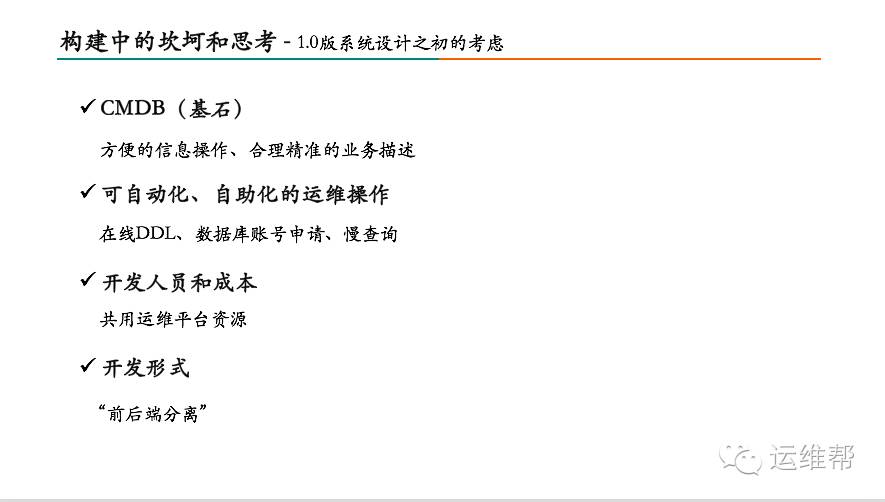 构建中的坎坷和思考 - 1.0版系统设计之初的考虑
✓ CMDB（基石）
方便的信息操作、合理精准的业务描述
✓ 可自动化、自助化的运维操作
在线DDL、数据库账号申请、慢查询
✓ 开发人员和成本
共用运维平台资源
✓ 开发形式
“前后端分离”
运维帮